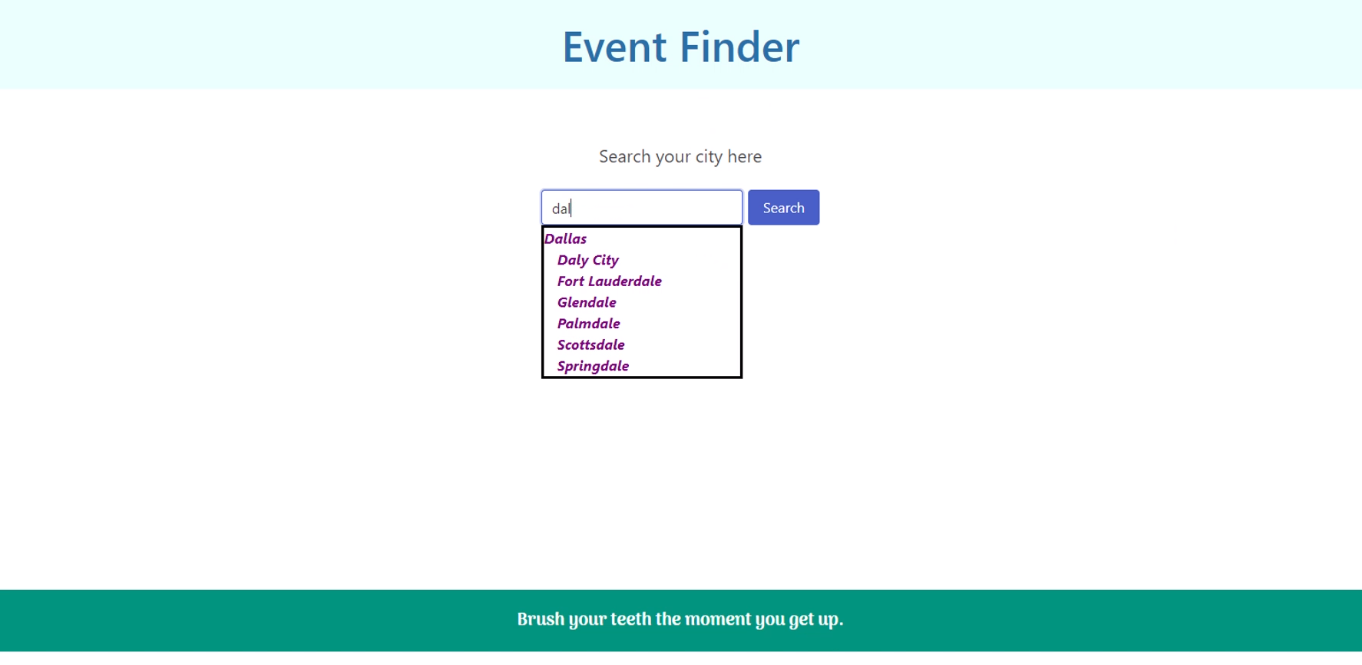 Event Finder
Search your city here
dal Search
Dallas
Daly City
Fort Lauderdale
Glendale
Palmdale
Scottsdale
Springdale
Brush your teeth the moment you get up.